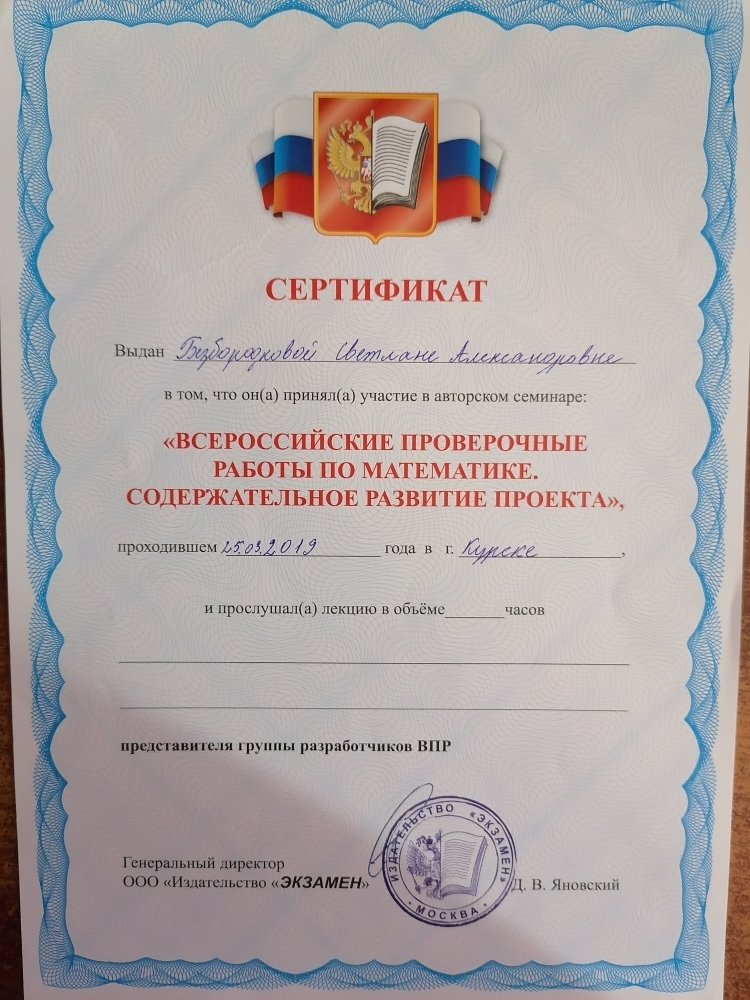 СЕРТИФИКАТ
Выдан Безбородковой Светлане Александровне
в том, что он(а) принял(а) участие в авторском семинаре:
«ВСЕРОССИЙСКИЕ ПРОВЕРОЧНЫЕ
РАБОТЫ ПО МАТЕМАТИКЕ.
СОДЕРЖАТЕЛЬНОЕ РАЗВИТИЕ ПРОЕКТА»,
проходившем 25.03.2019 года в г. Курске,
и прослушал(а) лекцию в объёме______часов
представителя группы разработчиков ВПР
ИЗДАТЕЛЬСТВО «ЭКЗАМЕН»
• МОСКВА •
Генеральный директор
ООО «Издательство «ЭКЗАМЕН» Д. В. Яновский